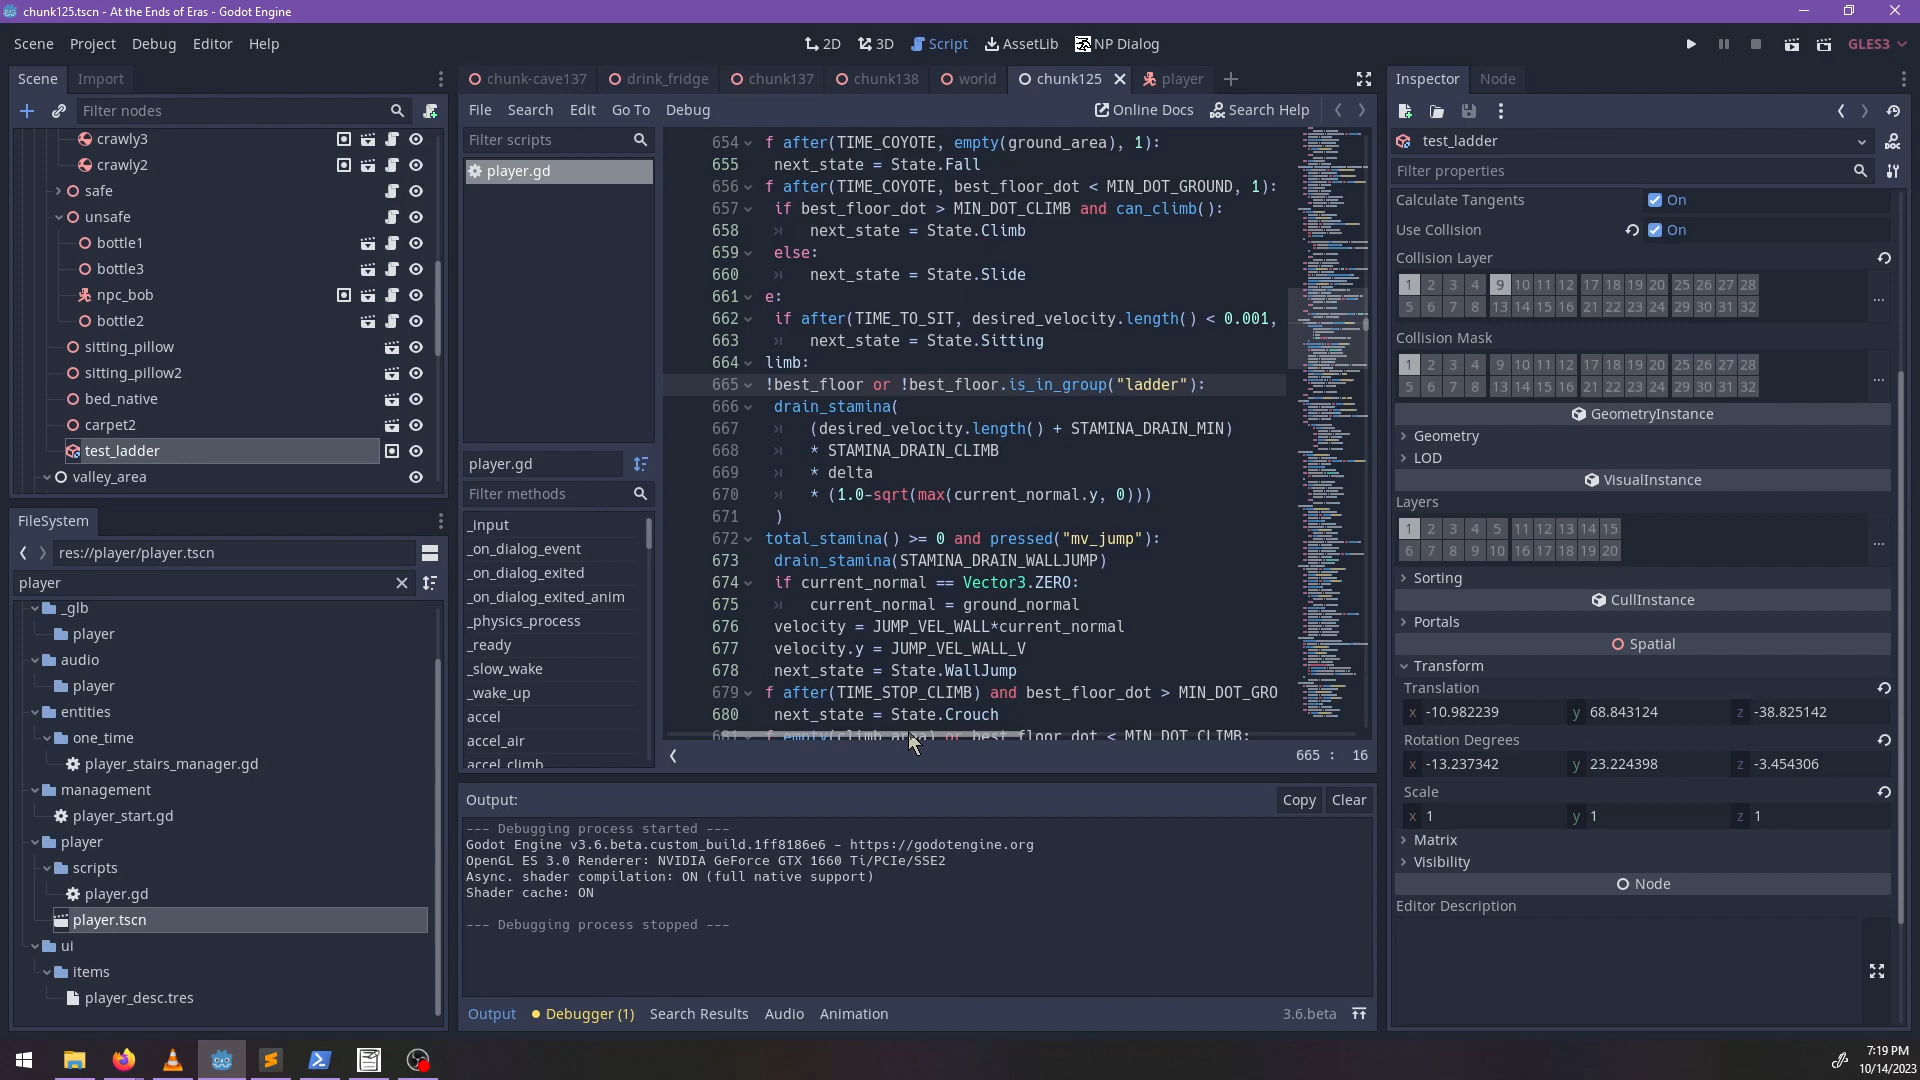 chunk125.tscn - At the Ends of Eras - Godot Engine
Scene Project Debug Editor Help
2D 3D Script AssetLib NP Dialog
GLES3
Scene Import
Filter nodes
crawly3
crawly2
safe
unsafe
bottle1
bottle3
npc_bob
bottle2
sitting_pillow
sitting_pillow2
bed_native
carpet2
test_ladder
valley_area
FileSystem
res://player/player.tscn
player
_glb
player
audio
player
entities
one_time
player_stairs_manager.gd
management
player_start.gd
player
scripts
player.gd
player.tscn
ui
items
player_desc.tres
chunk-cave137 drink_fridge chunk137 chunk138 world chunk125 player
File Search Edit Go To Debug
Online Docs Search Help
Filter scripts
player.gd
player.gd
Filter methods
_input
_on_dialog_event
_on_dialog_exited
_on_dialog_exited_anim
_physics_process
_ready
_slow_wake
_wake_up
accel
accel_air
accel_climb
654 f after(TIME_COYOTE, empty(ground_area), 1):
655 next_state = State.Fall
656 f after(TIME_COYOTE, best_floor_dot < MIN_DOT_GROUND, 1):
657 if best_floor_dot > MIN_DOT_CLIMB and can_climb():
658 next_state = State.Climb
659 else:
660 next_state = State.Slide
661 e:
662 if after(TIME_TO_SIT, desired_velocity.length() < 0.001,
663 next_state = State.Sitting
664 limb:
665 !best_floor or !best_floor.is_in_group("ladder"):
666 drain_stamina(
667 (desired_velocity.length() + STAMINA_DRAIN_MIN)
668 * STAMINA_DRAIN_CLIMB
669 * delta
670 * (1.0-sqrt(max(current_normal.y, 0)))
671 )
672 total_stamina() >= 0 and pressed("mv_jump"):
673 drain_stamina(STAMINA_DRAIN_WALLJUMP)
674 if current_normal == Vector3.ZERO:
675 current_normal = ground_normal
676 velocity = JUMP_VEL_WALL*current_normal
677 velocity.y = JUMP_VEL_WALL_V
678 next_state = State.WallJump
679 f after(TIME_STOP_CLIMB) and best_floor_dot > MIN_DOT_GRO
680 next_state = State.Crouch
681 f empty(climb_area) or best_floor_dot < MIN_DOT_CLIMB:
665 : 16
Output:
Copy Clear
--- Debugging process started ---
Godot Engine v3.6.beta.custom_build.1ff8186e6 - https://godotengine.org
OpenGL ES 3.0 Renderer: NVIDIA GeForce GTX 1660 Ti/PCIe/SSE2
Async. shader compilation: ON (full native support)
Shader cache: ON
--- Debugging process stopped ---
Output Debugger (1) Search Results Audio Animation
3.6.beta
Inspector Node
test_ladder
Filter properties
Calculate Tangents On
Use Collision On
Collision Layer
1 2 3 4 9 10 11 12 17 18 19 20 25 26 27 28
5 6 7 8 13 14 15 16 21 22 23 24 29 30 31 32
Collision Mask
1 2 3 4 9 10 11 12 17 18 19 20 25 26 27 28
5 6 7 8 13 14 15 16 21 22 23 24 29 30 31 32
GeometryInstance
Geometry
LOD
VisualInstance
Layers
1 2 3 4 5 11 12 13 14 15
6 7 8 9 10 16 17 18 19 20
Sorting
CullInstance
Portals
Spatial
Transform
Translation
x -10.982239 y 68.843124 z -38.825142
Rotation Degrees
x -13.237342 y 23.224398 z -3.454306
Scale
x 1 y 1 z 1
Matrix
Visibility
Node
Editor Description
7:19 PM
10/14/2023